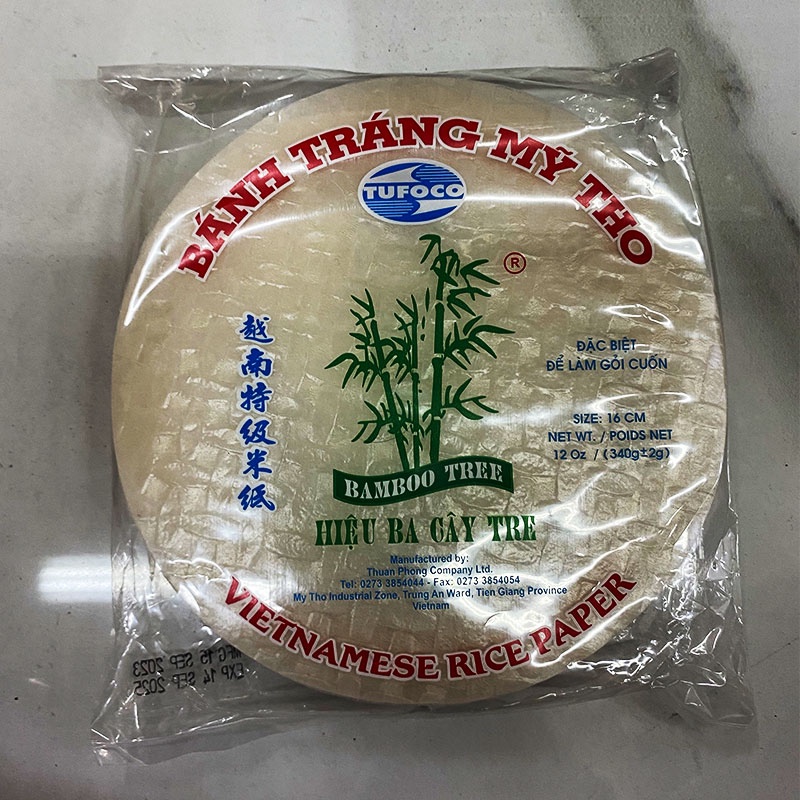 BÁNH TRÁNG MỸ THO
TUFOCO
®
越南特级米纸
ĐẶC BIỆT
ĐỂ LÀM GỎI CUỐN
SIZE: 16 CM
NET WT. / POIDS NET
12 Oz / (340g±2g)
BAMBOO TREE
HIỆU BA CÂY TRE
Manufactured by:
Thuan Phong Company Ltd.
Tel: 0273 3854044 - Fax: 0273 3854054
My Tho Industrial Zone, Trung An Ward, Tien Giang Province
Vietnam
VIETNAMESE RICE PAPER
MFG 15 SEP 2023
EXP 14 SEP 2025